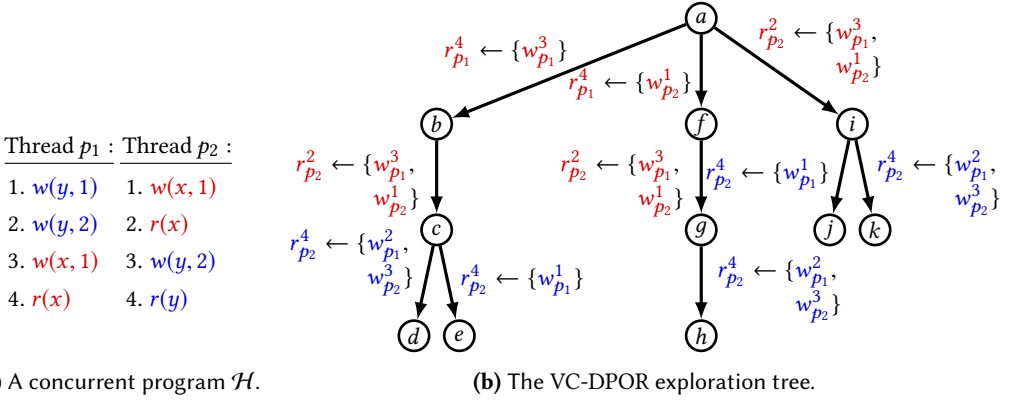 Thread p₁ : Thread p₂ :
1. w(y, 1) 1. w(x, 1)
2. w(y, 2) 2. r(x)
3. w(x, 1) 3. w(y, 2)
4. r(x) 4. r(y)
) A concurrent program ℋ.
a
r⁴ₚ₁ ← {w³ₚ₁}
r⁴ₚ₁ ← {w¹ₚ₂}
r²ₚ₂ ← {w³ₚ₁,
w¹ₚ₂}
b
f
i
r²ₚ₂ ← {w³ₚ₁,
w¹ₚ₂}
r²ₚ₂ ← {w³ₚ₁,
w¹ₚ₂}
r⁴ₚ₂ ← {w¹ₚ₁}
r⁴ₚ₂ ← {w²ₚ₁,
w³ₚ₂}
c
g
j
k
r⁴ₚ₂ ← {w²ₚ₁,
w³ₚ₂}
r⁴ₚ₂ ← {w¹ₚ₁}
r⁴ₚ₂ ← {w²ₚ₁,
w³ₚ₂}
d
e
h
(b) The VC-DPOR exploration tree.